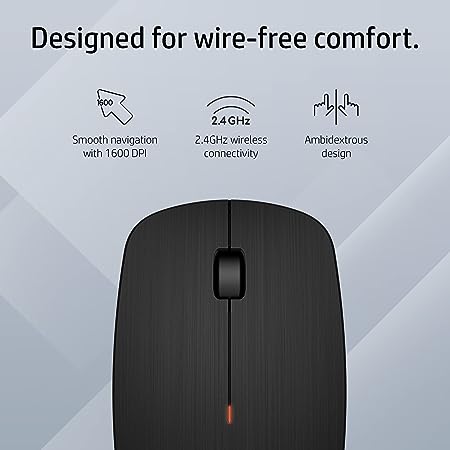 Designed for wire-free comfort.
1600
2.4GHz
Smooth navigation
with 1600 DPI
2.4GHz wireless
connectivity
Ambidextrous
design